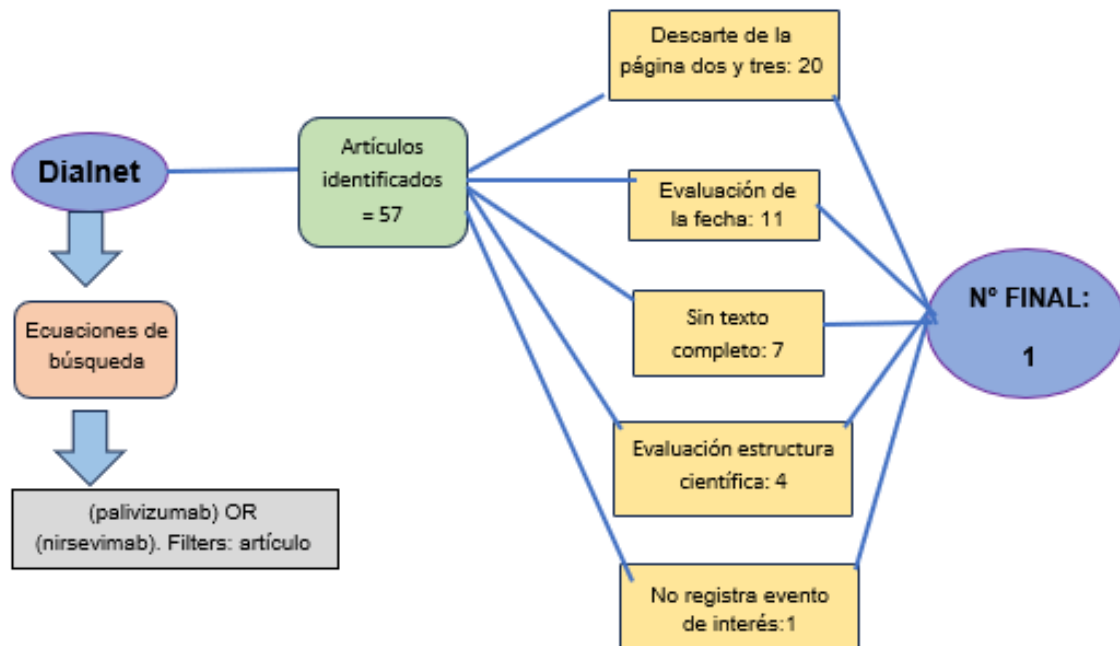 Dialnet
Ecuaciones de
búsqueda
(palivizumab) OR
(nirsevimab). Filters: artículo
Artículos
identificados
= 57
Descarte de la
página dos y tres: 20
Evaluación de
la fecha: 11
Sin texto
completo: 7
Evaluación estructura
científica: 4
No registra evento
de interés:1
Nº FINAL:
1